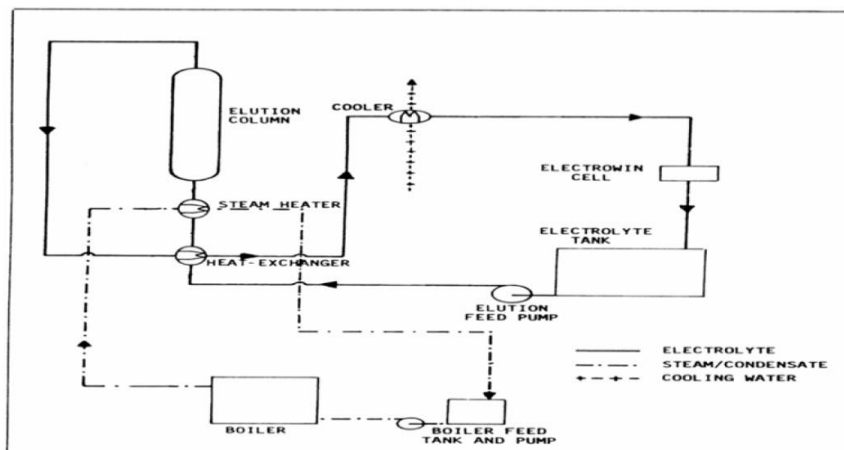 ELUTION
COLUMN
COOLER
ELECTROWIN
CELL
STEAM HEATER
ELECTROLYTE
TANK
HEAT-EXCHANGER
ELUTION
FEED PUMP
ELECTROLYTE
STEAM/CONDENSATE
COOLING WATER
BOILER
BOILER FEED
TANK AND PUMP